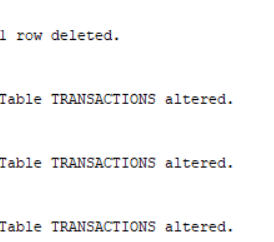 1 row deleted.
Table TRANSACTIONS altered.
Table TRANSACTIONS altered.
Table TRANSACTIONS altered.